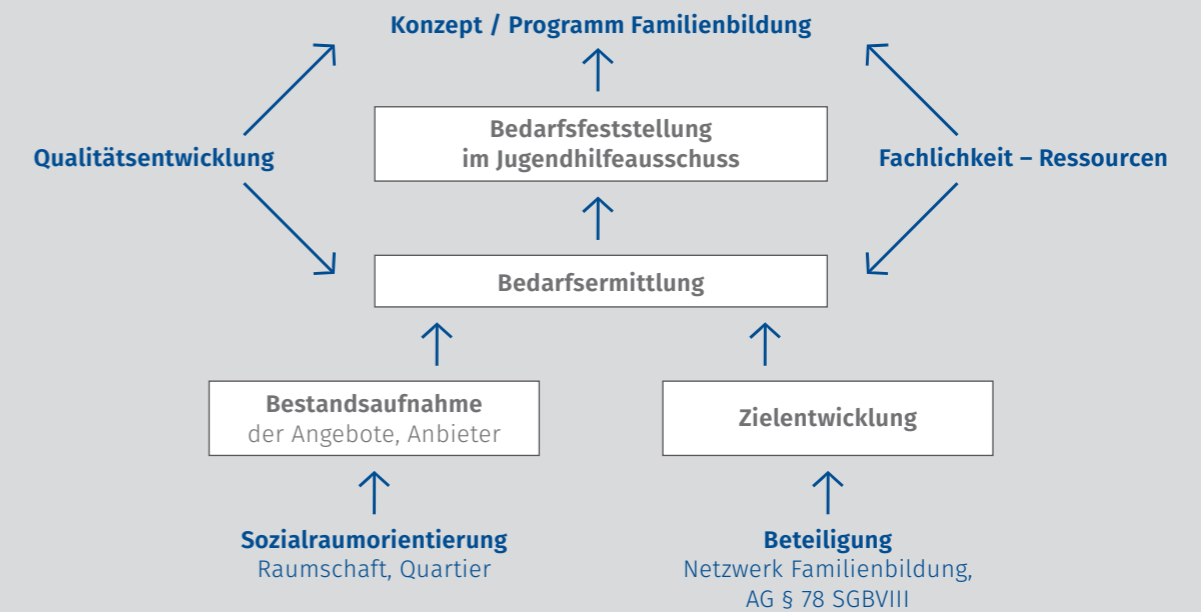 Konzept / Programm Familienbildung
Bedarfsfeststellung
im Jugendhilfeausschuss
Qualitätsentwicklung
Fachlichkeit – Ressourcen
Bedarfsermittlung
Bestandsaufnahme
der Angebote, Anbieter
Zielentwicklung
Sozialraumorientierung
Raumschaft, Quartier
Beteiligung
Netzwerk Familienbildung,
AG § 78 SGBVIII